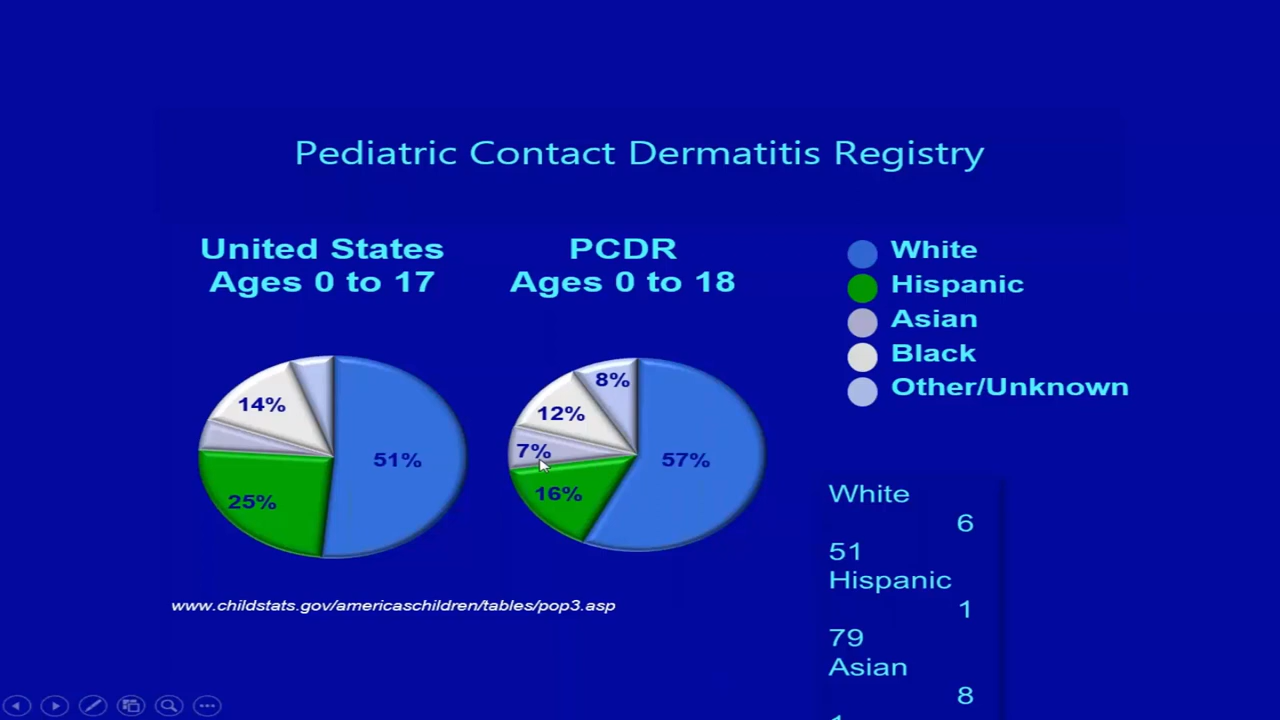 Pediatric Contact Dermatitis Registry
United States
Ages 0 to 17
PCDR
Ages 0 to 18
White
Hispanic
Asian
Black
Other/Unknown
14%
51%
25%
8%
12%
7%
57%
16%
www.childstats.gov/americaschildren/tables/pop3.asp
White
6
51
Hispanic
1
79
Asian
8